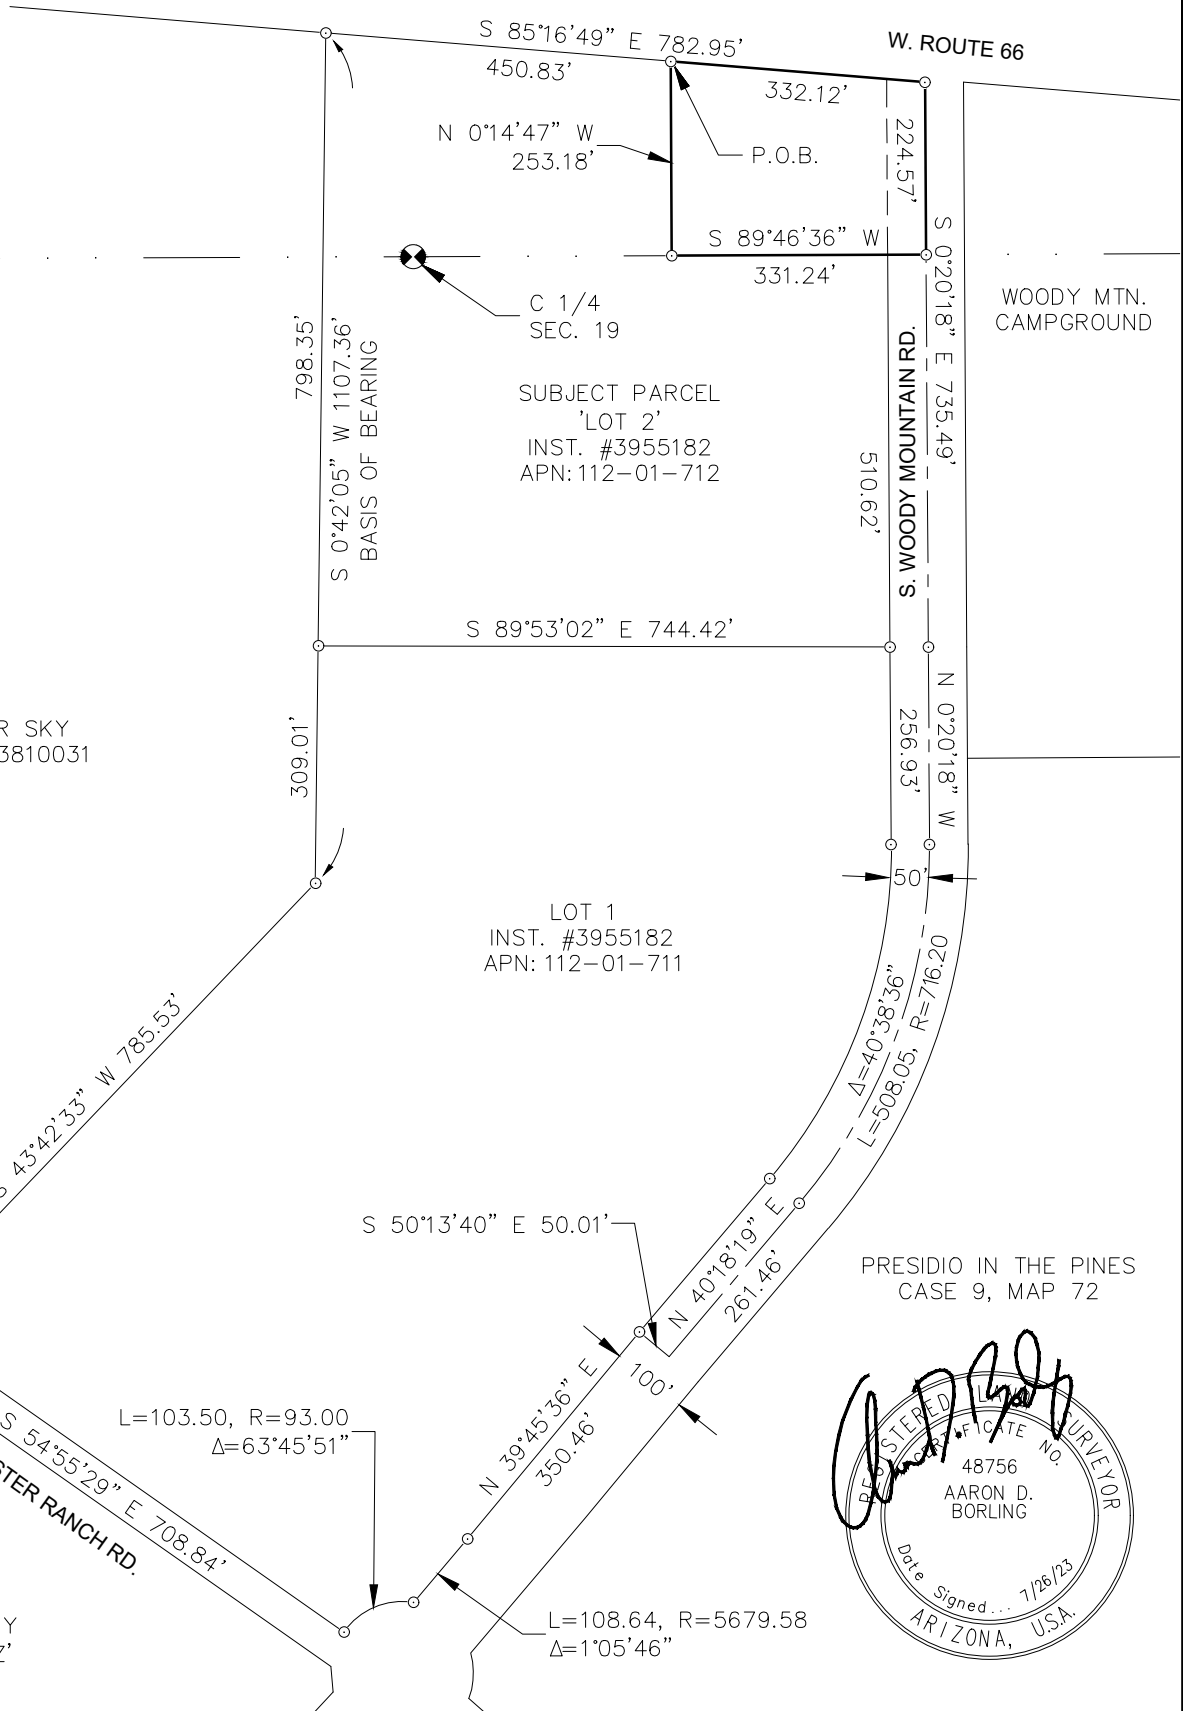 S 85°16'49” E 782.95'
W. ROUTE 66
450.83'
332.12'
N 0°14'47” W
253.18'
P.O.B.
224.57'
S 89°46'36” W
331.24'
S 0°20'18” E 735.49'
WOODY MTN.
CAMPGROUND
C 1/4
SEC. 19
798.35'
S 0°42'05” W 1107.36'
BASIS OF BEARING
SUBJECT PARCEL
'LOT 2'
INST. #3955182
APN: 112-01-712
510.62'
S. WOODY MOUNTAIN RD.
S 89°53'02” E 744.42'
R SKY
3810031
309.01'
256.93'
N 0°20'18” W
50'
LOT 1
INST. #3955182
APN: 112-01-711
S 43°42'33” W 785.53'
Δ=40°38'36”
L=508.05, R=716.20
S 50°13'40” E 50.01'
N 40°18'19” E
261.46'
PRESIDIO IN THE PINES
CASE 9, MAP 72
100'
N 39°45'36” E
350.46'
L=103.50, R=93.00
Δ=63°45'51”
S 54°55'29” E 708.84'
STER RANCH RD.
L=108.64, R=5679.58
Δ=1°05'46”
REGISTERED LAND SURVEYOR
CERTIFICATE NO.
48756
AARON D.
BORLING
Date Signed... 7/26/23
ARIZONA, U.S.A.
Y
Z'